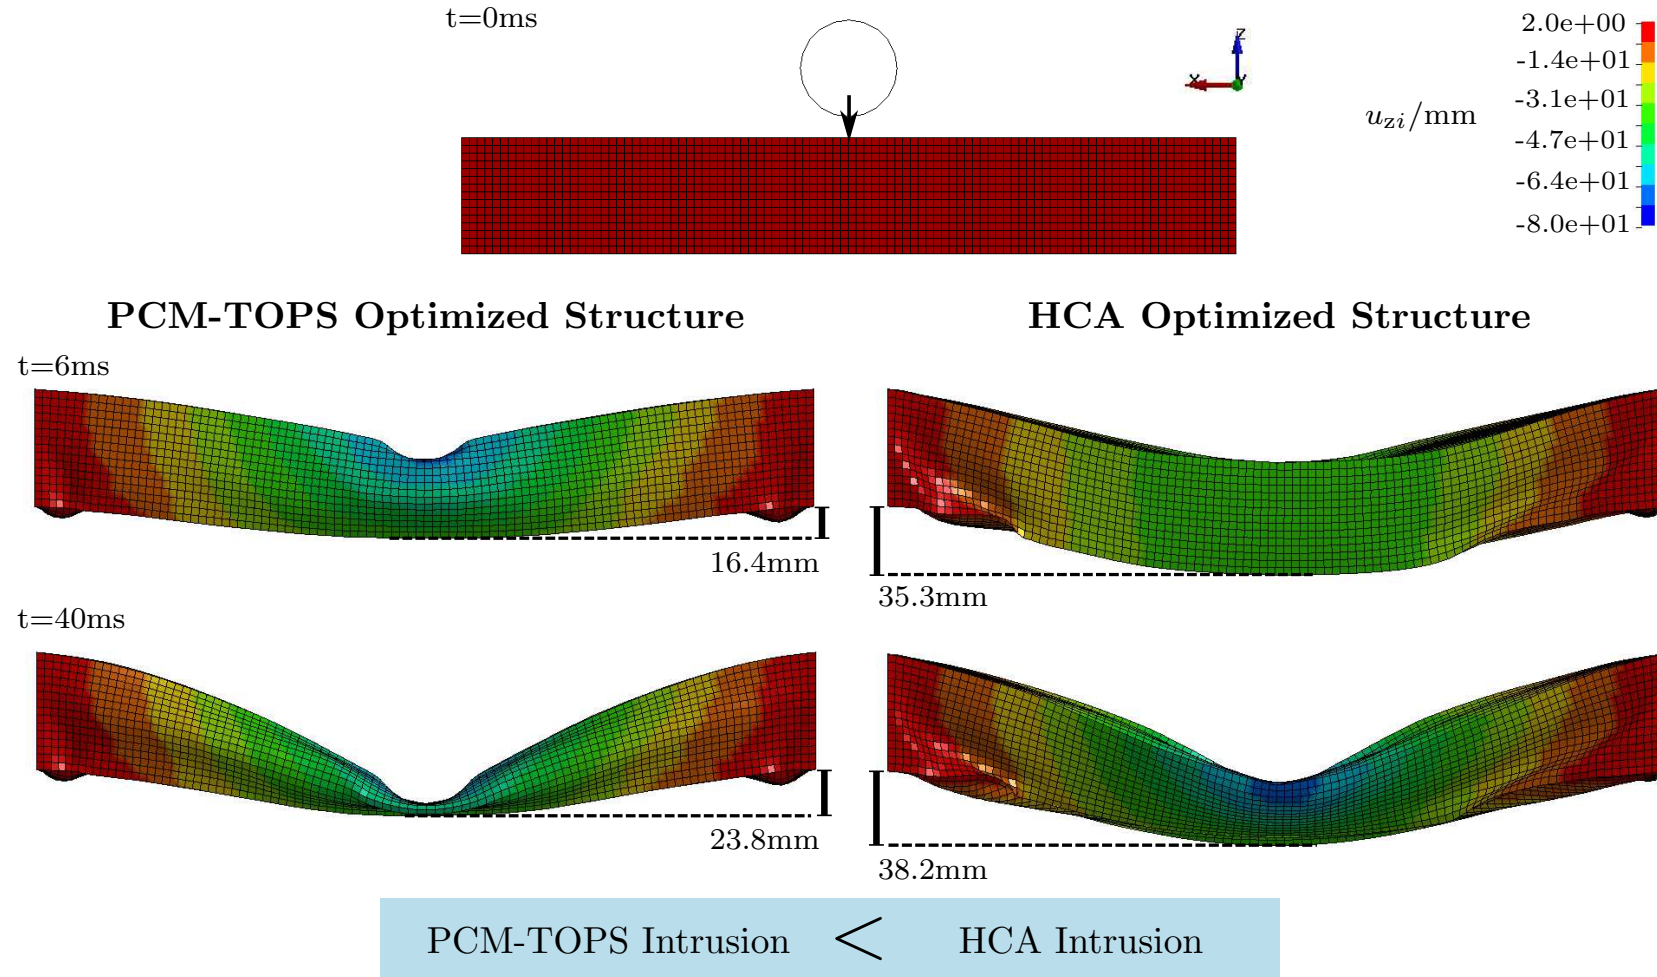 t=0ms
Z
X
Y
u_zi/mm
2.0e+00
-1.4e+01
-3.1e+01
-4.7e+01
-6.4e+01
-8.0e+01
PCM-TOPS Optimized Structure
HCA Optimized Structure
t=6ms
16.4mm
35.3mm
t=40ms
23.8mm
38.2mm
PCM-TOPS Intrusion < HCA Intrusion